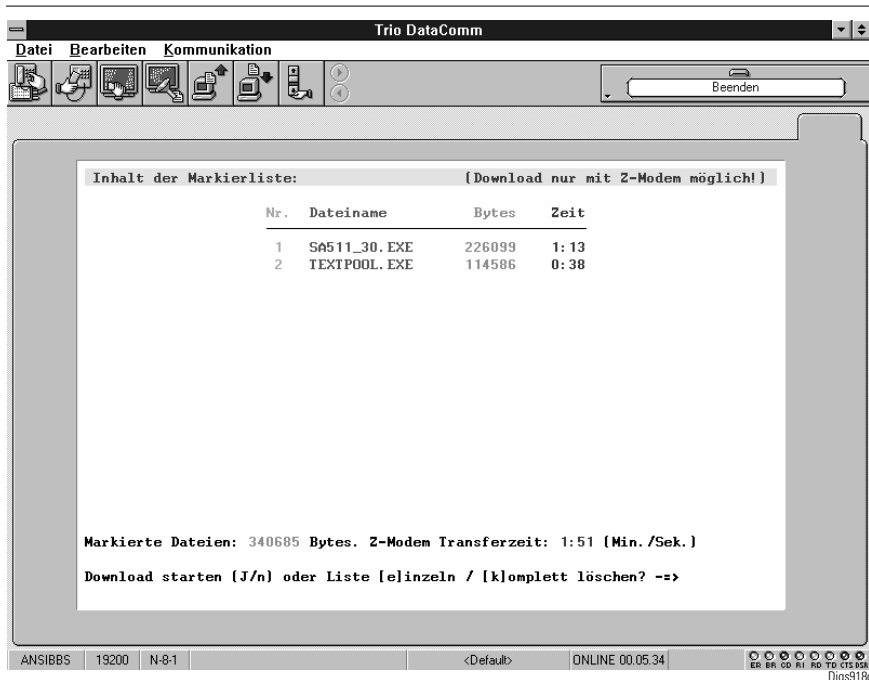 Trio DataComm
Datei Bearbeiten Kommunikation
Beenden
Inhalt der Markierliste: (Download nur mit Z-Modem möglich!)
Nr. Dateiname Bytes Zeit
1 SA511_30.EXE 226099 1:13
2 TEXTPOOL.EXE 114586 0:38
Markierte Dateien: 340685 Bytes. Z-Modem Transferzeit: 1:51 (Min./Sek.)
Download starten (J/n) oder Liste [e]inzeln / [k]omplett löschen? -=>
ANSIBBS 19200 N-8-1 <Default> ONLINE 00.05.34 ER BR CD RI RD TD CTS DSR
Digs918d